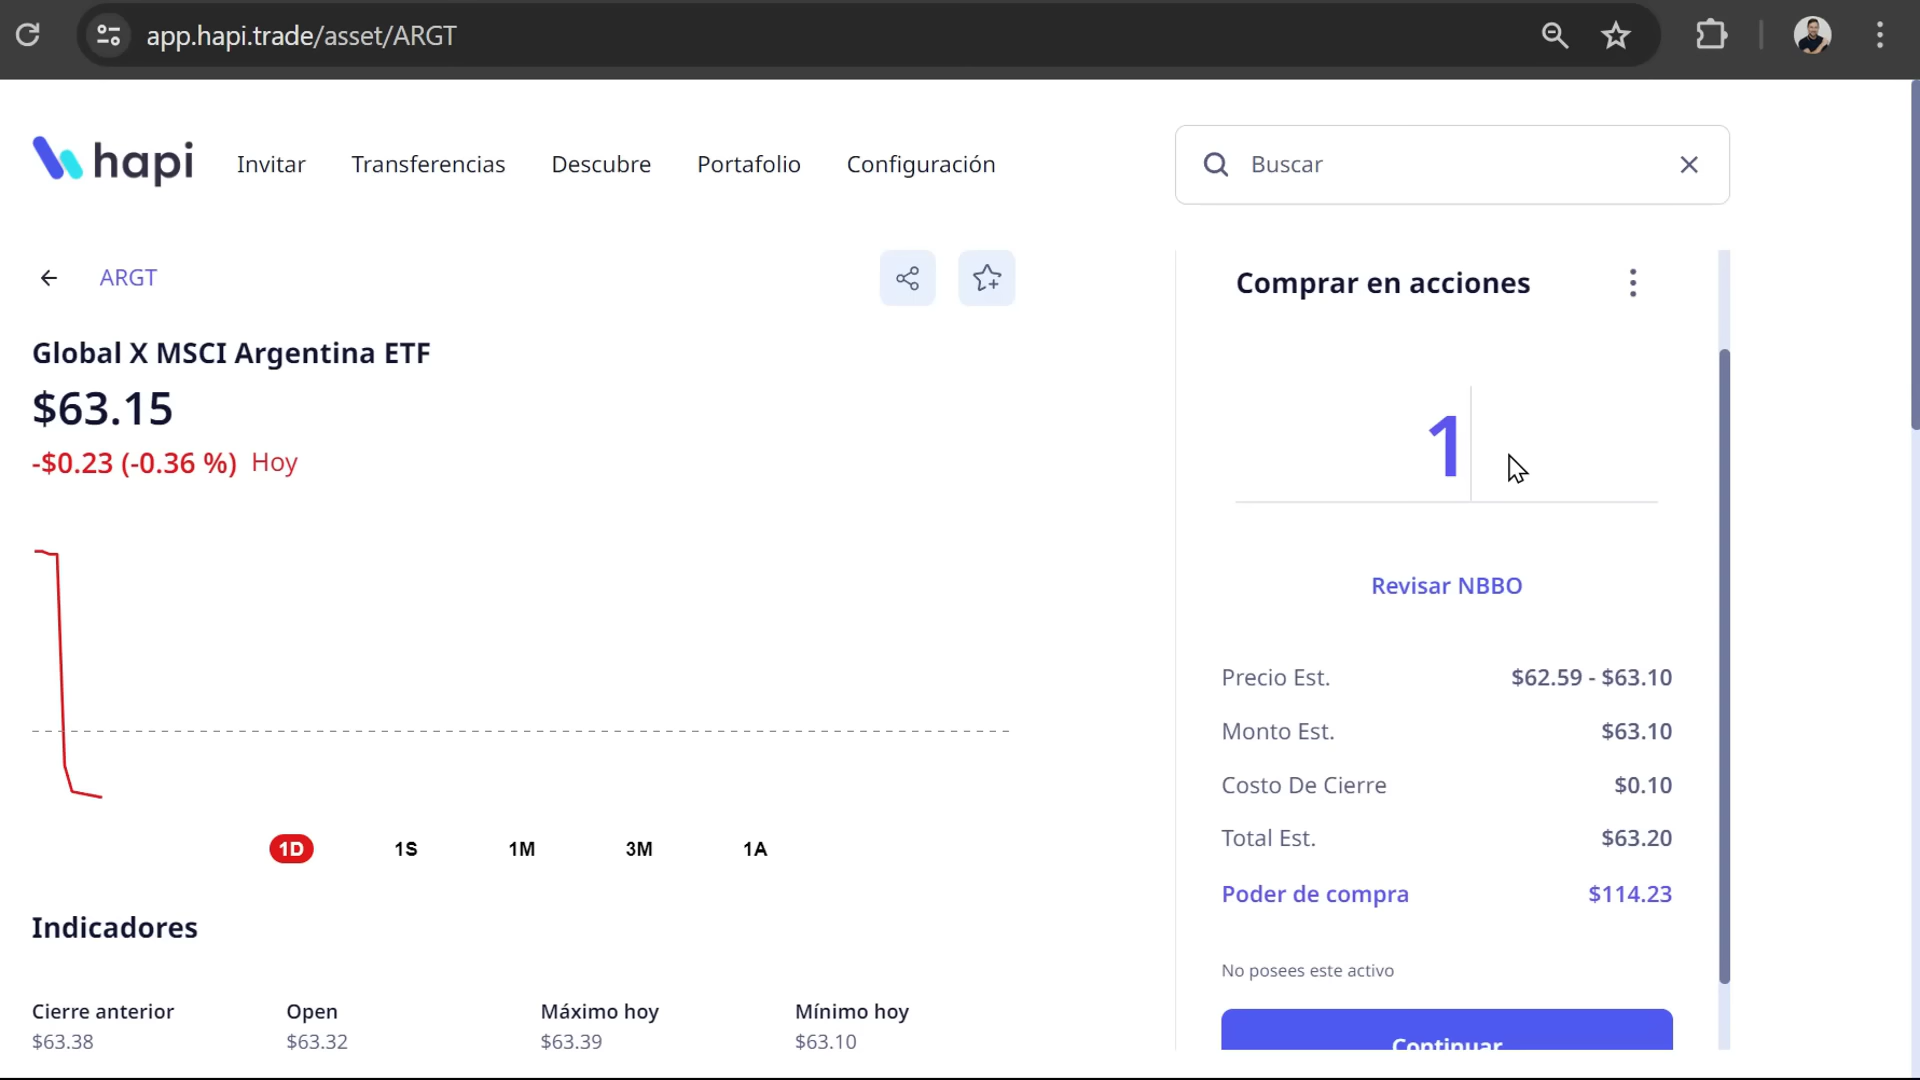 app.hapi.trade/asset/ARGT
hapi
Invitar
Transferencias
Descubre
Portafolio
Configuración
Buscar
ARGT
Global X MSCI Argentina ETF
$63.15
-$0.23 (-0.36 %) Hoy
1D
1S
1M
3M
1A
Indicadores
Cierre anterior
$63.38
Open
$63.32
Máximo hoy
$63.39
Mínimo hoy
$63.10
Comprar en acciones
1
Revisar NBBO
Precio Est. $62.59 - $63.10
Monto Est. $63.10
Costo De Cierre $0.10
Total Est. $63.20
Poder de compra $114.23
No posees este activo
Continuar